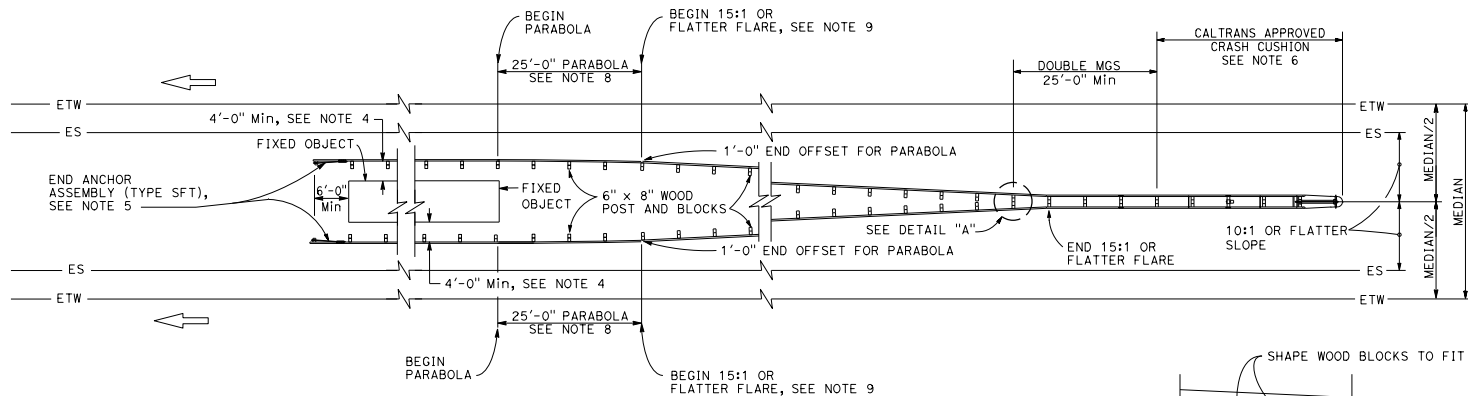 BEGIN
PARABOLA
BEGIN 15:1 OR
FLATTER FLARE, SEE NOTE 9
CALTRANS APPROVED
CRASH CUSHION
SEE NOTE 6
25'-0" PARABOLA
SEE NOTE 8
DOUBLE MGS
25'-0" Min
ETW
ETW
4'-0" Min, SEE NOTE 4
ES
ES
FIXED OBJECT
1'-0" END OFFSET FOR PARABOLA
MEDIAN/2
MEDIAN
END ANCHOR
ASSEMBLY (TYPE SFT),
SEE NOTE 5
6'-0"
Min
FIXED
OBJECT
6" x 8" WOOD
POST AND BLOCKS
SEE DETAIL "A"
10:1 OR FLATTER
SLOPE
MEDIAN/2
1'-0" END OFFSET FOR PARABOLA
END 15:1 OR
FLATTER FLARE
ES
ES
4'-0" Min, SEE NOTE 4
ETW
ETW
25'-0" PARABOLA
SEE NOTE 8
BEGIN
PARABOLA
BEGIN 15:1 OR
FLATTER FLARE, SEE NOTE 9
SHAPE WOOD BLOCKS TO FIT